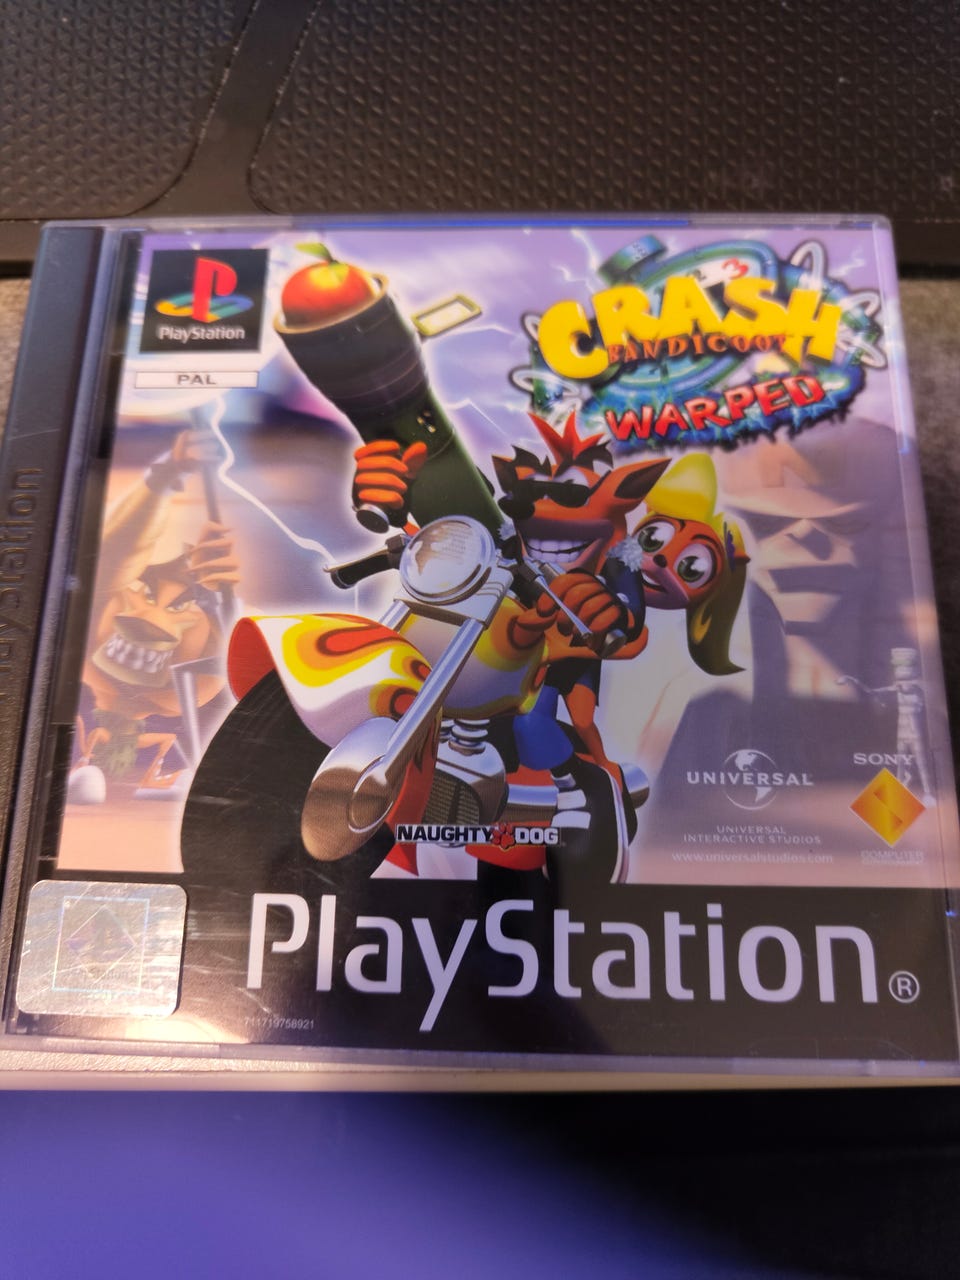 PlayStation
PAL
3
CRASH
BANDICOOT
WARPED
PlayStation
UNIVERSAL
UNIVERSAL
INTERACTIVE STUDIOS
www.universalstudios.com
SONY
COMPUTER
NAUGHTY DOG
PlayStation®
711719758921